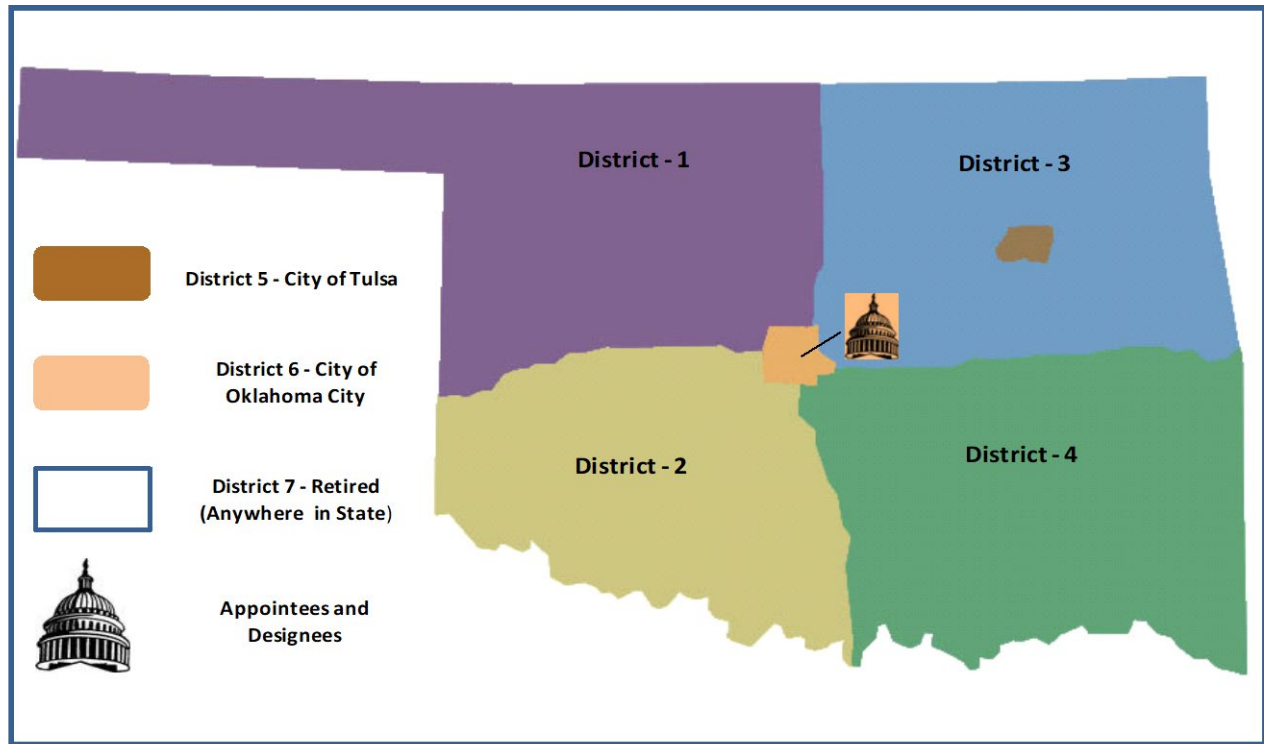 District - 1
District - 3
District 5 - City of Tulsa
District 6 - City of
Oklahoma City
District - 2
District - 4
District 7 - Retired
(Anywhere in State)
Appointees and
Designees